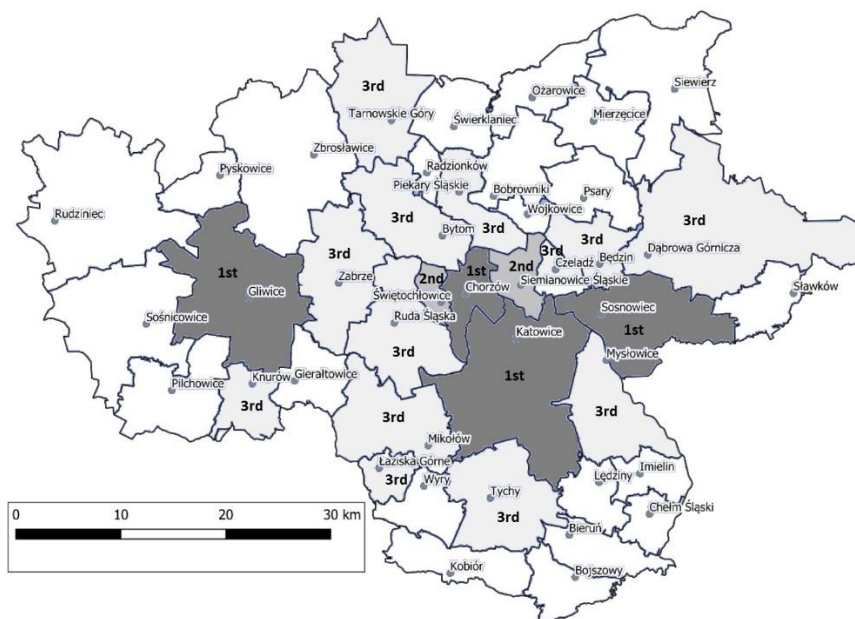 Siewierz
3rd
Ożarowice
Tarnowskie Góry
Świerklaniec
Mierzęcice
Zbrosławice
Radzionków
Pyskowice
Piekary Śląskie
Bobrowniki
Psary
Rudziniec
3rd
3rd
Wojkowice
3rd
Bytom
3rd
3rd
3rd
Dąbrowa Górnicza
1st
Zabrze
2nd
1st
2nd
Czeladź
Będzin
Gliwice
Świętochłowice
Chorzów
Siemianowice Śląskie
Sławków
Sośnicowice
Ruda Śląska
Katowice
Sosnowiec
1st
3rd
Mysłowice
Pilchowice
Knurów
Gierałtowice
1st
3rd
3rd
3rd
Mikołów
Łaziska Górne
3rd
Wyry
Tychy
Lędziny
Imielin
Chełm Śląski
3rd
Bieruń
Kobiór
Bojszowy
0 10 20 30 km